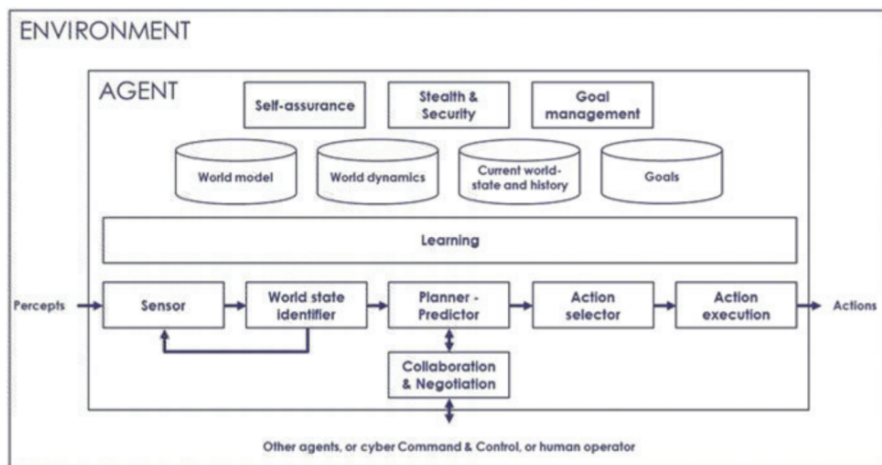 ENVIRONMENT
AGENT
Self-assurance
Stealth &
Security
Goal
management
World model
World dynamics
Current world-
state and history
Goals
Learning
Percepts
Sensor
World state
identifier
Planner -
Predictor
Action
selector
Action
execution
Actions
Collaboration
& Negotiation
Other agents, or cyber Command & Control, or human operator